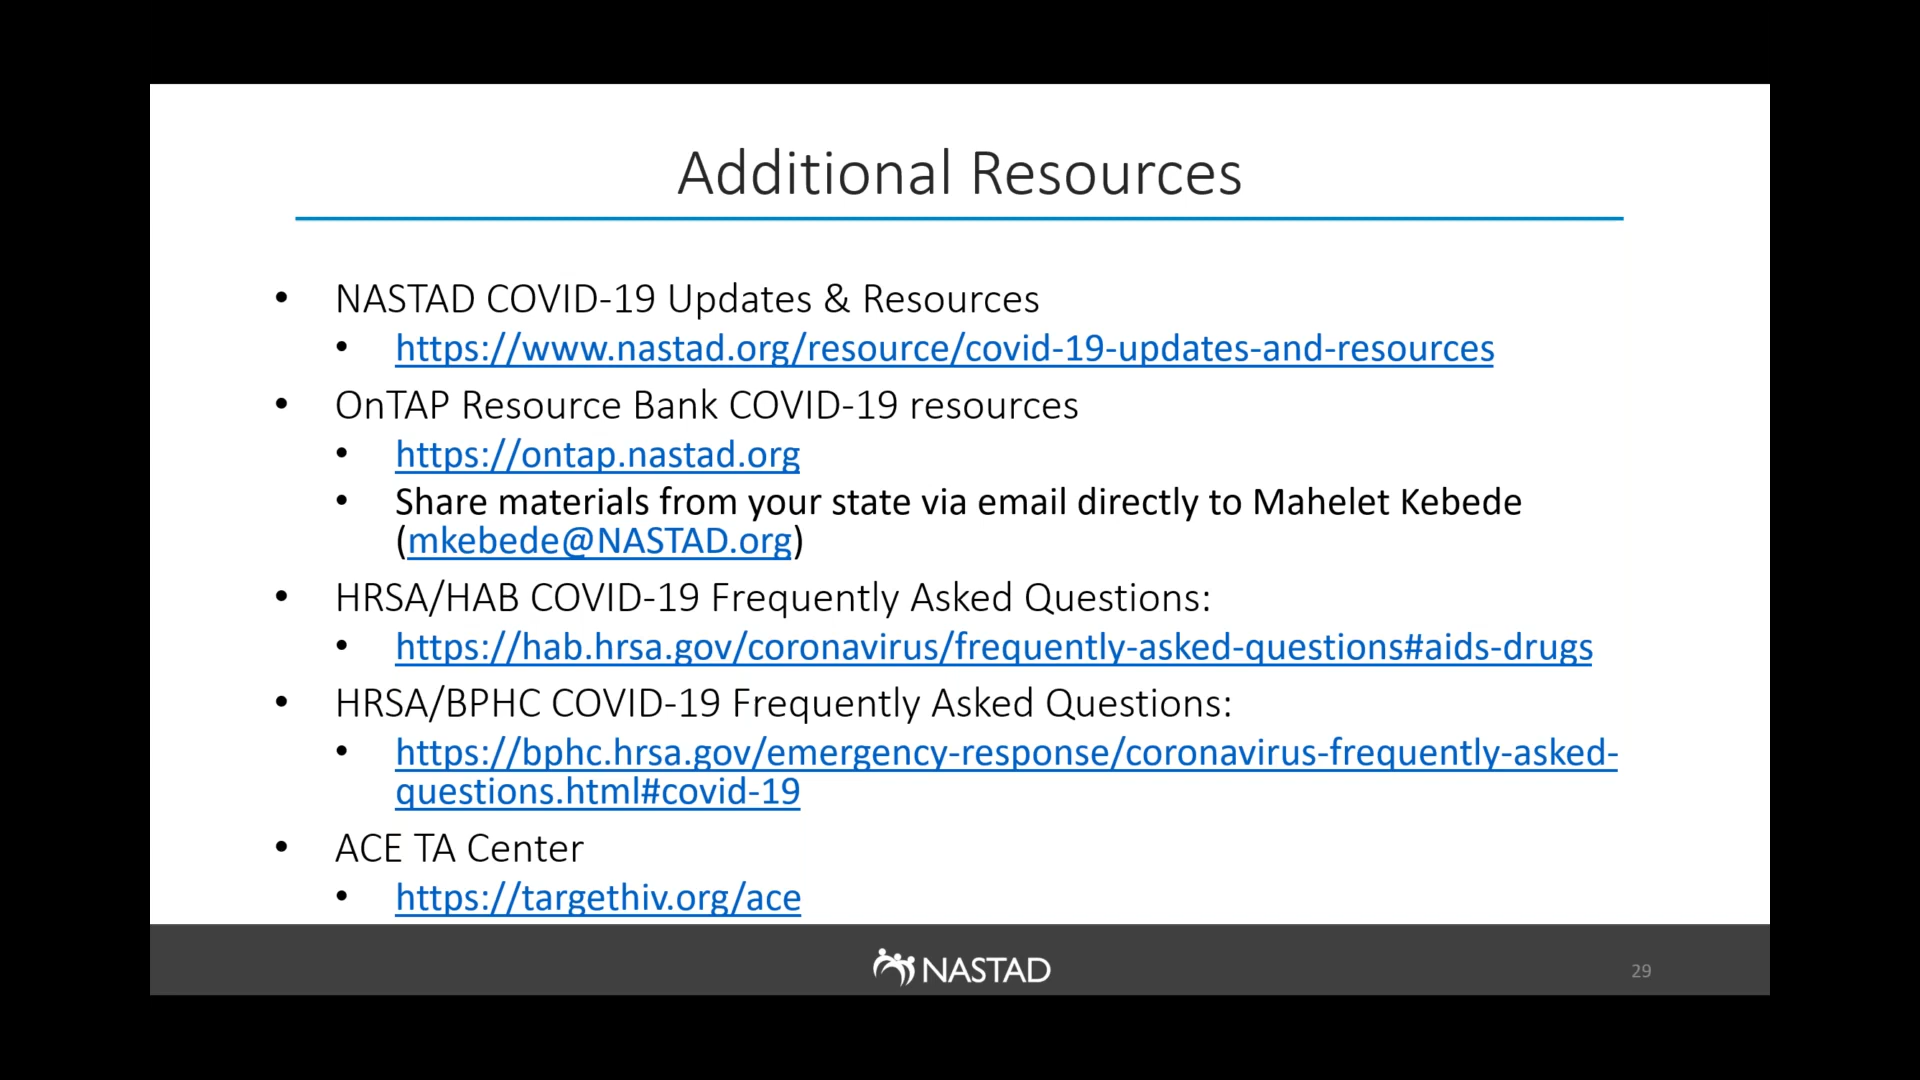 Additional Resources
• NASTAD COVID-19 Updates & Resources
• https://www.nastad.org/resource/covid-19-updates-and-resources
• OnTAP Resource Bank COVID-19 resources
• https://ontap.nastad.org
• Share materials from your state via email directly to Mahelet Kebede
(mkebede@NASTAD.org)
• HRSA/HAB COVID-19 Frequently Asked Questions:
• https://hab.hrsa.gov/coronavirus/frequently-asked-questions#aids-drugs
• HRSA/BPHC COVID-19 Frequently Asked Questions:
• https://bphc.hrsa.gov/emergency-response/coronavirus-frequently-asked-
questions.html#covid-19
• ACE TA Center
• https://targethiv.org/ace
NASTAD
29